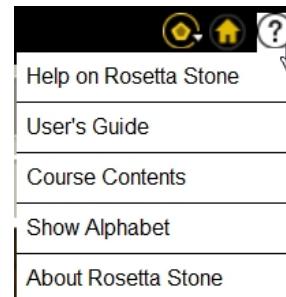 ?
Help on Rosetta Stone
User's Guide
Course Contents
Show Alphabet
About Rosetta Stone